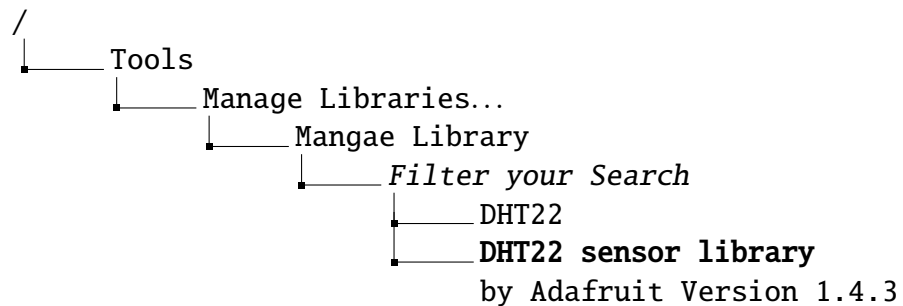 /
Tools
Manage Libraries...
Mangae Library
Filter your Search
DHT22
DHT22 sensor library
by Adafruit Version 1.4.3